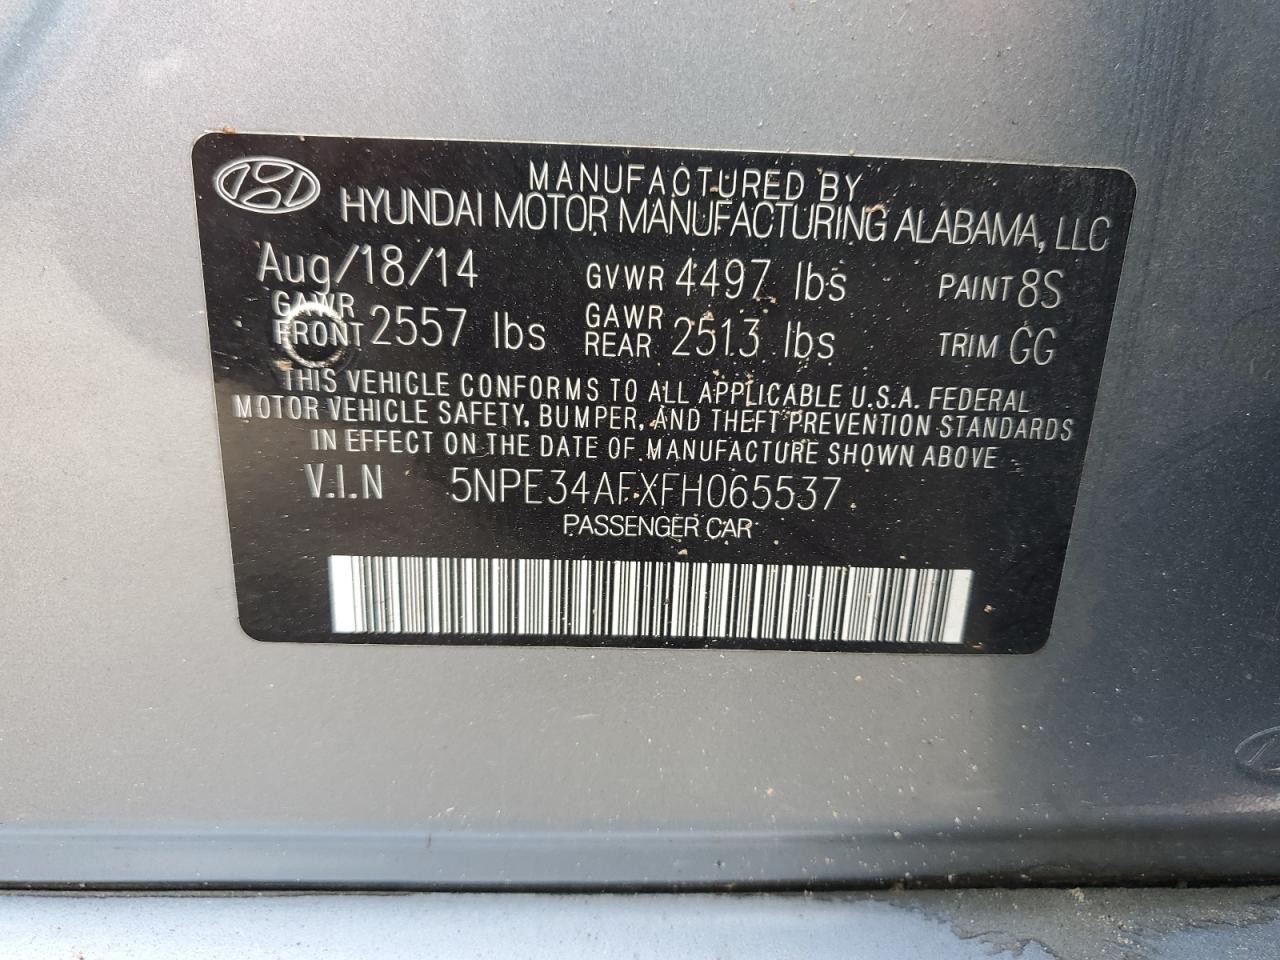 MANUFACTURED BY
HYUNDAI MOTOR MANUFACTURING ALABAMA, LLC
Aug/18/14 GVWR 4497 lbs PAINT 8S
GAWR FRONT 2557 lbs GAWR REAR 2513 lbs TRIM GG
THIS VEHICLE CONFORMS TO ALL APPLICABLE U.S.A. FEDERAL
MOTOR VEHICLE SAFETY, BUMPER, AND THEFT PREVENTION STANDARDS
IN EFFECT ON THE DATE OF MANUFACTURE SHOWN ABOVE
V.I.N 5NPE34AFXFH065537
PASSENGER CAR